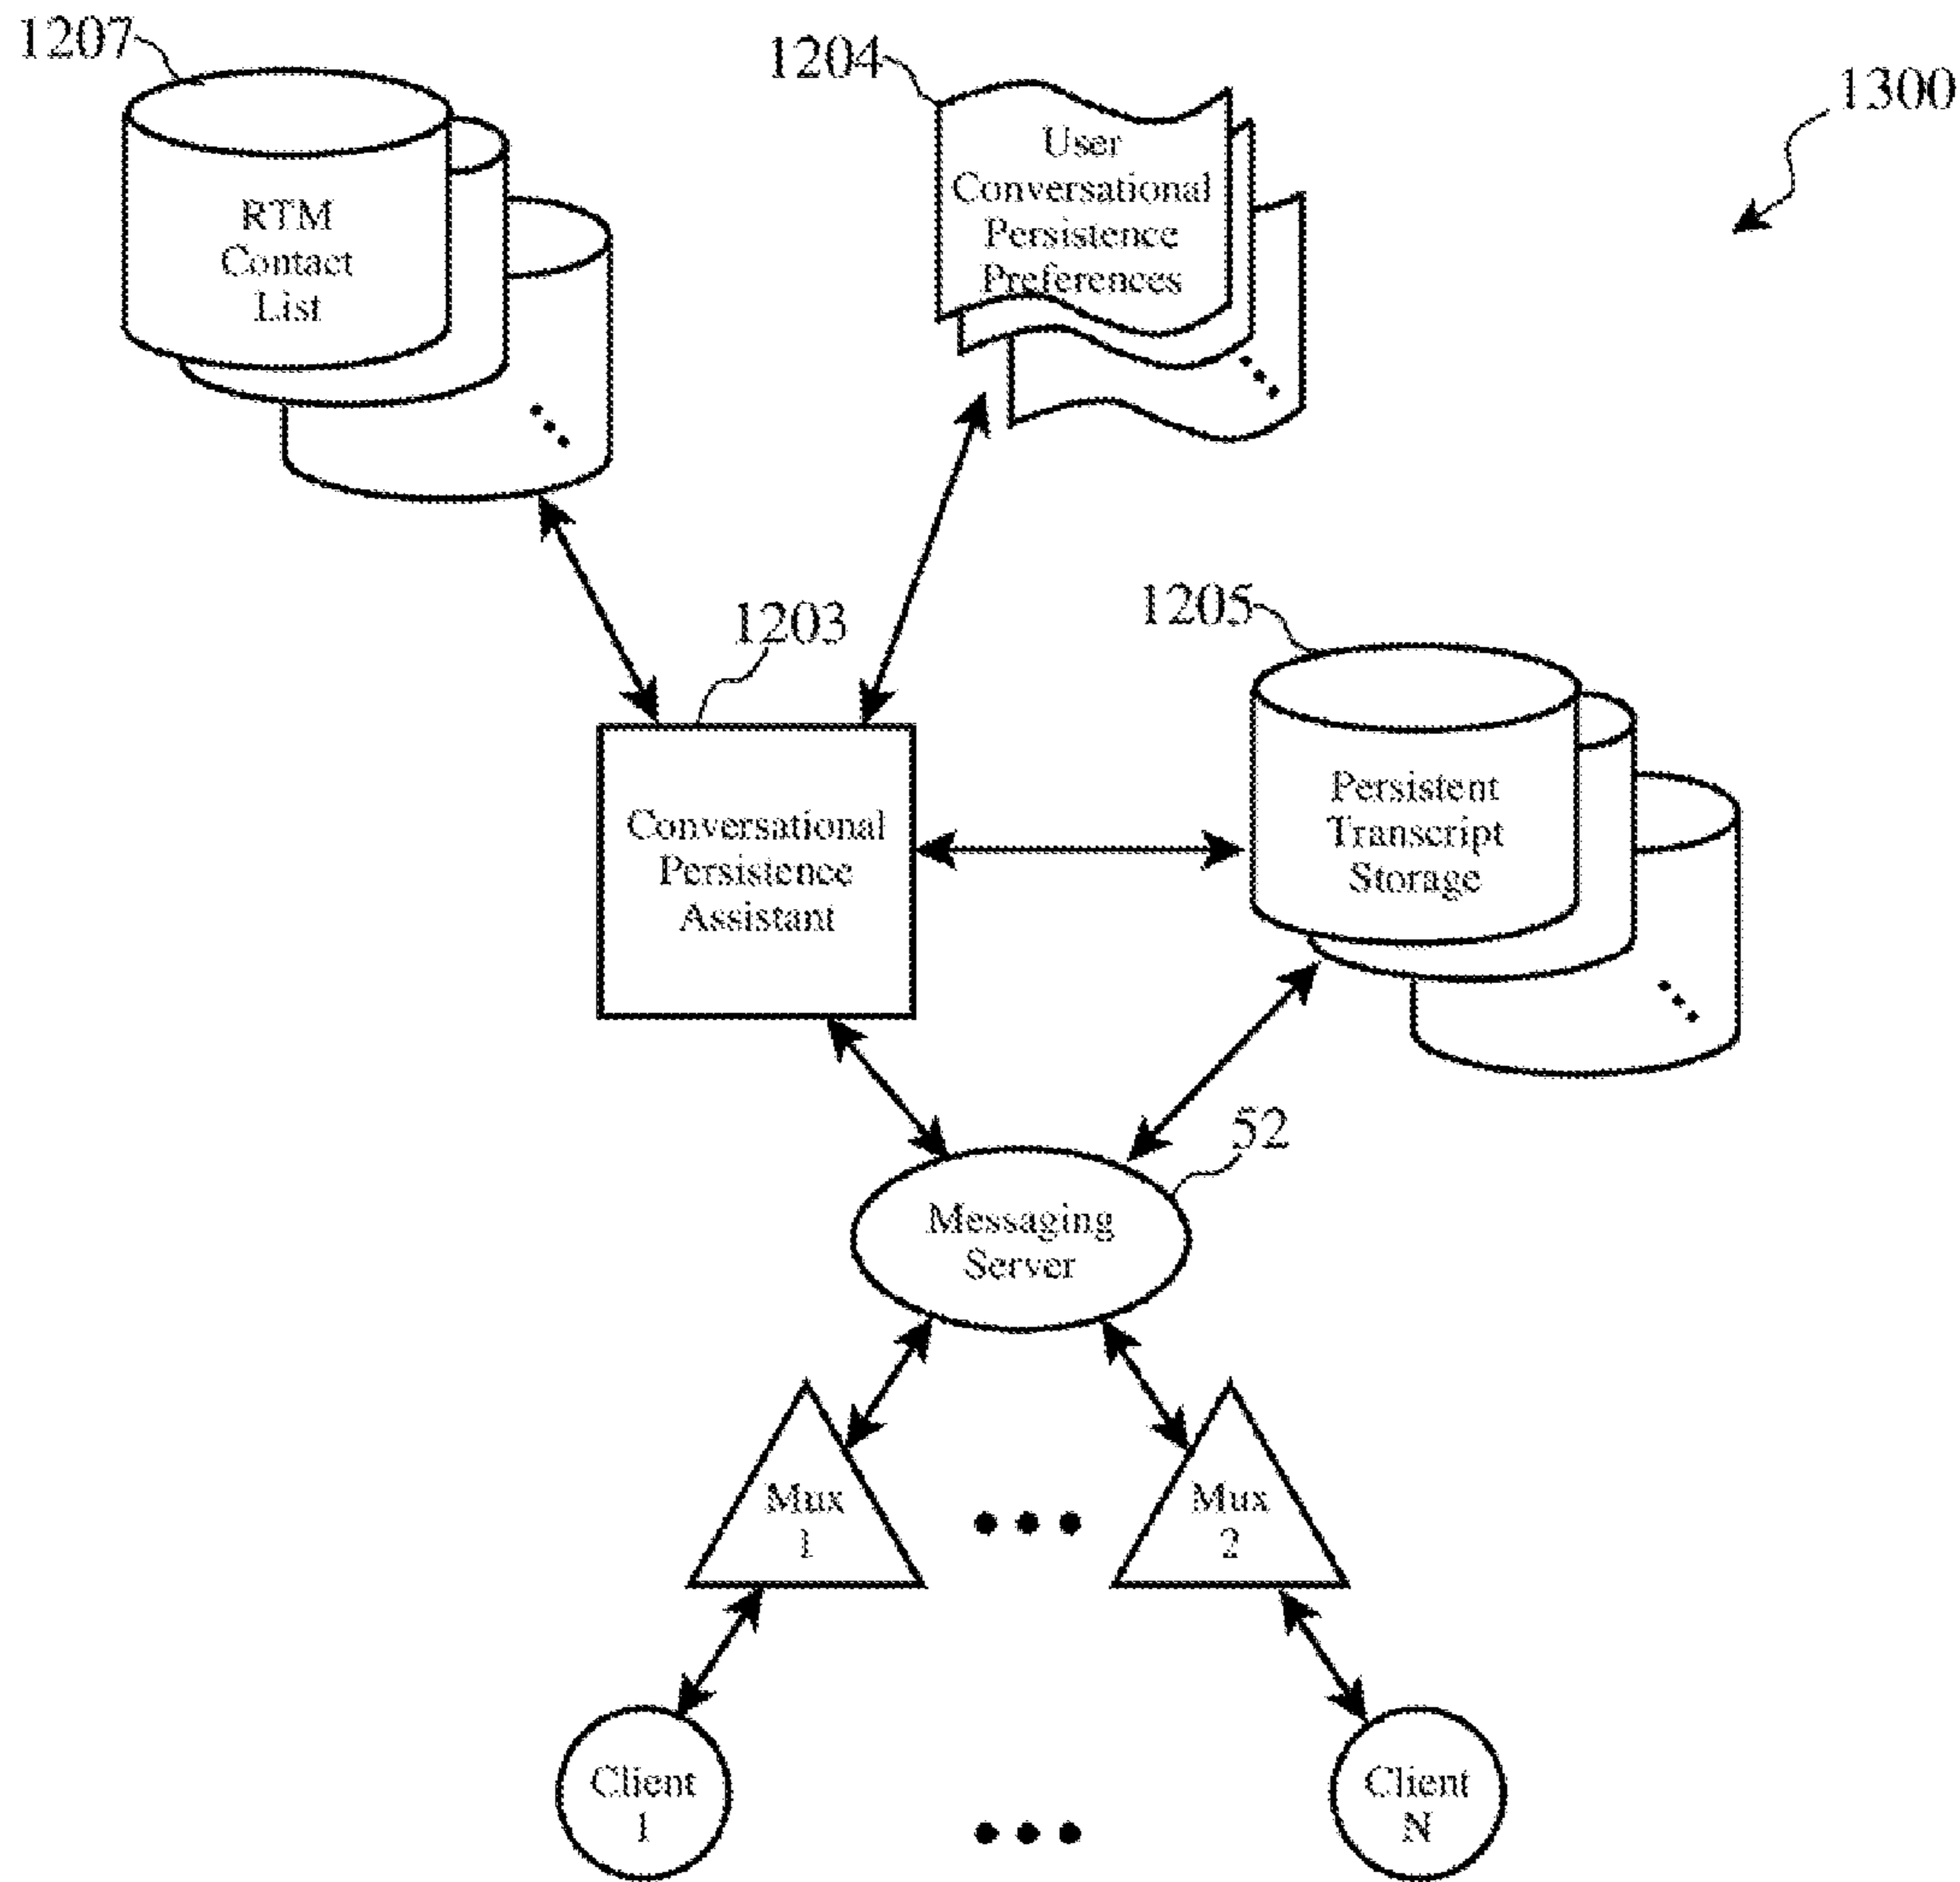 1207
1204
1300
RTM
Contact
List
User
Conversational
Persistence
Preferences
1203
1205
Conversational
Persistence
Assistant
Persistent
Transcript
Storage
52
Messaging
Server
Mux
1
Mux
2
Client
1
Client
N